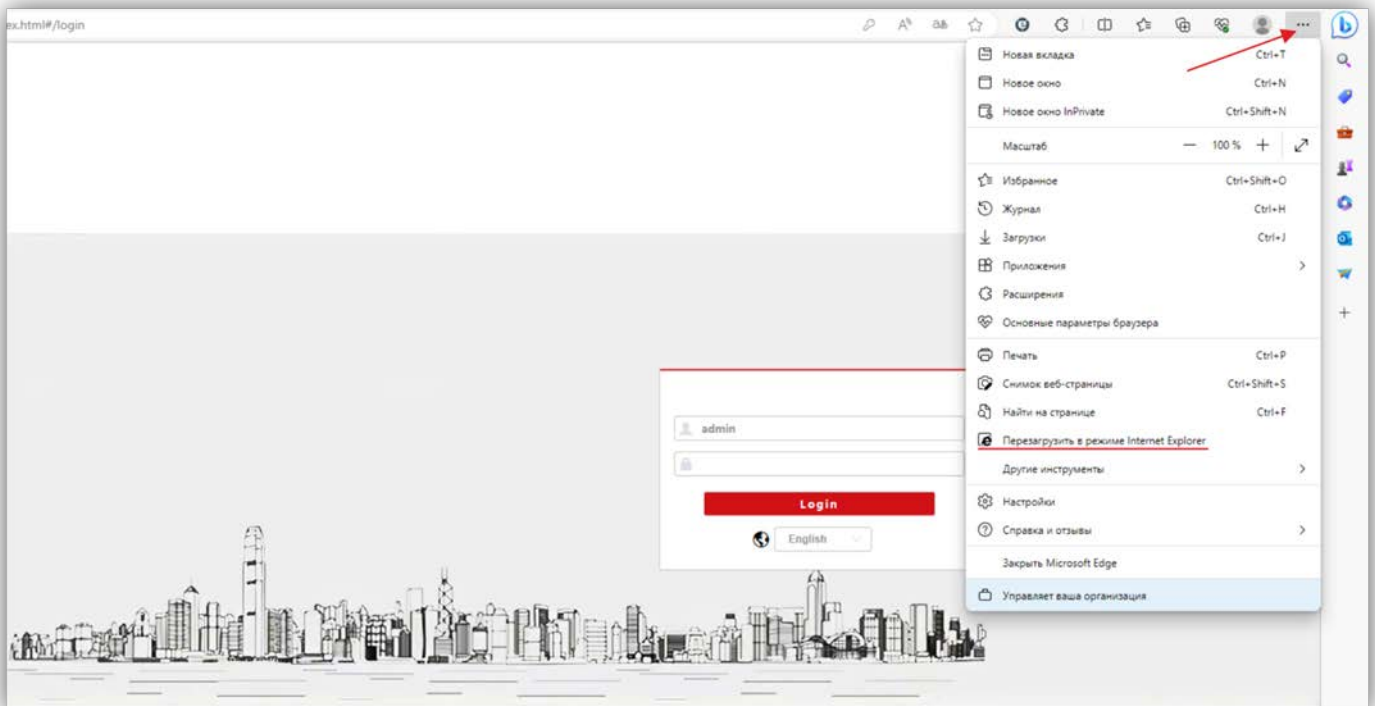 ex.html#/login
Новая вкладка Ctrl+T
Новое окно Ctrl+N
Новое окно InPrivate Ctrl+Shift+N
Масштаб — 100 % +
Избранное Ctrl+Shift+O
Журнал Ctrl+H
Загрузки Ctrl+J
Приложения
Расширения
Основные параметры браузера
Печать Ctrl+P
Снимок веб-страницы Ctrl+Shift+S
Найти на странице Ctrl+F
Перезагрузить в режиме Internet Explorer
Другие инструменты
Настройки
Справка и отзывы
Закрыть Microsoft Edge
Управляет ваша организация
admin
Login
English